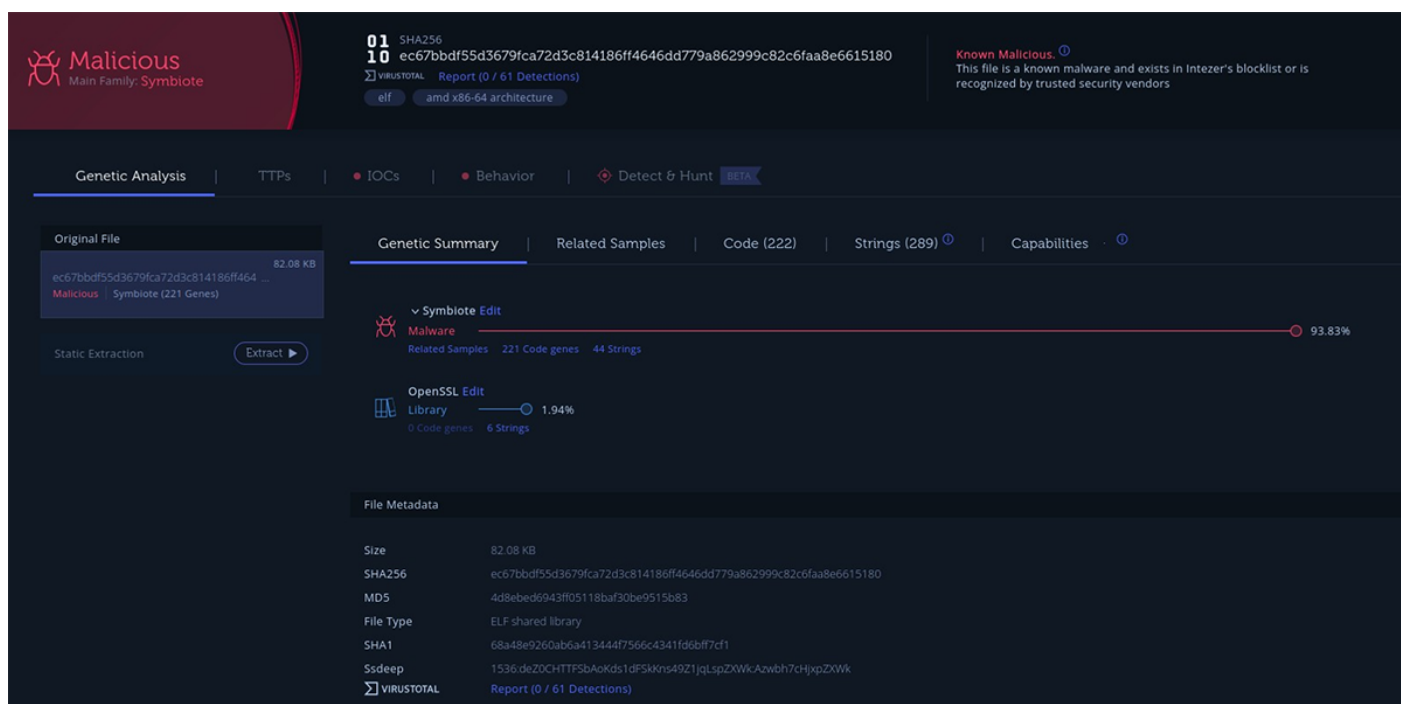 Malicious
Main Family: Symbiote
01
10
SHA256
ec67bbdf55d3679fca72d3c814186ff4646dd779a862999c82c6faa8e6615180
VIRUSTOTAL Report (0 / 61 Detections)
elf amd x86-64 architecture
Known Malicious.
This file is a known malware and exists in Intezer's blocklist or is
recognized by trusted security vendors
Genetic Analysis | TTPs | IOCs | Behavior | Detect & Hunt BETA
Original File
82.08 KB
ec67bbdf55d3679fca72d3c814186ff464 ...
Malicious | Symbiote (221 Genes)
Static Extraction Extract
Genetic Summary | Related Samples | Code (222) | Strings (289) | Capabilities
Symbiote Edit
Malware 93.83%
Related Samples 221 Code genes 44 Strings
OpenSSL Edit
Library 1.94%
0 Code genes 6 Strings
File Metadata
Size 82.08 KB
SHA256 ec67bbdf55d3679fca72d3c814186ff4646dd779a862999c82c6faa8e6615180
MD5 4d8ebed6943ff05118baf30be9515b83
File Type ELF shared library
SHA1 68a48e9260ab6a413444f7566c4341fd6bff7cf1
Ssdeep 1536:deZ0CHTTFSbAoKds1dFSkKns49Z1jqLspZXWk:Azwbh7cHjxpZXWk
VIRUSTOTAL Report (0 / 61 Detections)